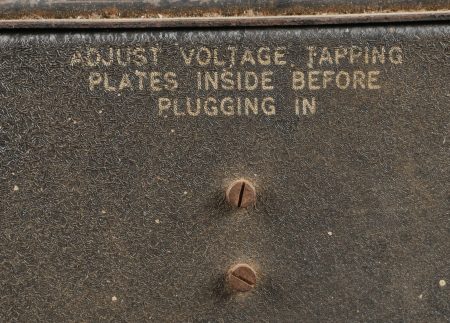 ADJUST VOLTAGE TAPPING
PLATES INSIDE BEFORE
PLUGGING IN